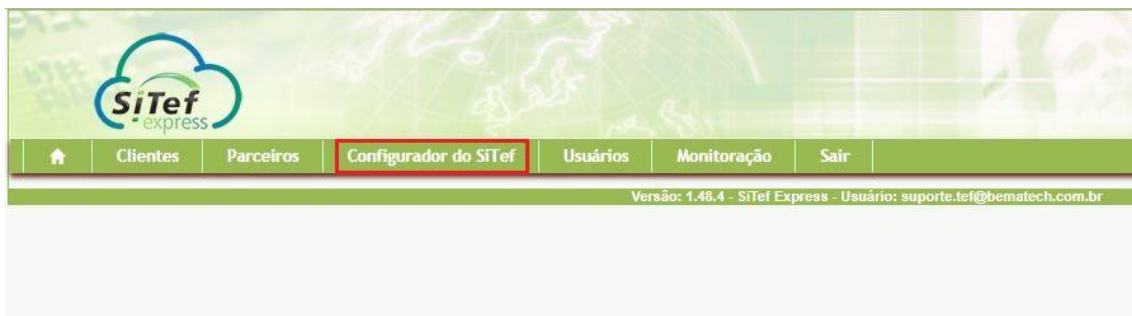 SiTef
express
Clientes Parceiros Configurador do SiTef Usuários Monitoração Sair
Versão: 1.48.4 - SiTef Express - Usuário: suporte.tef@bematech.com.br